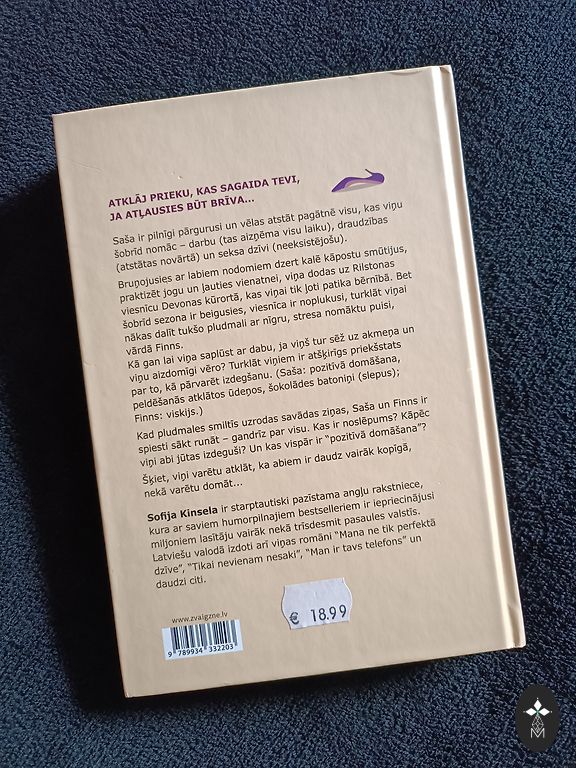 ATKLĀJ PRIEKU, KAS SAGAIDA TEVI,
JA ATĻAUSIES BŪT BRĪVA...
Saša ir pilnīgi pārgurusi un vēlas atstāt pagātnē visu, kas viņu
šobrīd nomāc – darbu (tas aizņēma visu laiku), draudzības
(atstātas novārtā) un seksa dzīvi (neeksistējošu).
Bruņojusies ar labiem nodomiem dzert kalē kāpostu smūtijus,
praktizēt jogu un ļauties vienatnei, viņa dodas uz Rilstonas
viesnīcu Devonas kūrortā, kas viņai tik ļoti patika bērnībā. Bet
šobrīd sezona ir beigusies, viesnīca ir noplukusi, turklāt viņai
nākas dalīt tukšo pludmali ar nīgru, stresa nomāktu puisi,
vārdā Finns.
Kā gan lai viņa saplūst ar dabu, ja viņš tur sēž uz akmeņa un
viņu aizdomīgi vēro? Turklāt viņiem ir atšķirīgs priekšstats
par to, kā pārvarēt izdegšanu. (Saša: pozitīvā domāšana,
peldēšanās atklātos ūdeņos, šokolādes batoniņi (slepus);
Finns: viskijs.)
Kad pludmales smiltīs uzrodas savādas ziņas, Saša un Finns ir
spiesti sākt runāt – gandrīz par visu. Kas ir noslēpums? Kāpēc
viņi abi jūtas izdeguši? Un kas vispār ir "pozitīvā domāšana"?
Šķiet, viņi varētu atklāt, ka abiem ir daudz vairāk kopīgā,
nekā varētu domāt...
Sofija Kinsela ir starptautiski pazīstama angļu rakstniece,
kura ar saviem humorpilnajiem bestselleriem ir iepriecinājusi
miljoniem lasītāju vairāk nekā trīsdesmit pasaules valstīs.
Latviešu valodā izdoti arī viņas romāni "Mana ne tik perfektā
dzīve", "Tikai nevienam nesaki", "Man ir tavs telefons" un
daudzi citi.
€ 18.99
www.zvaigzne.lv
9 789934 332203
M